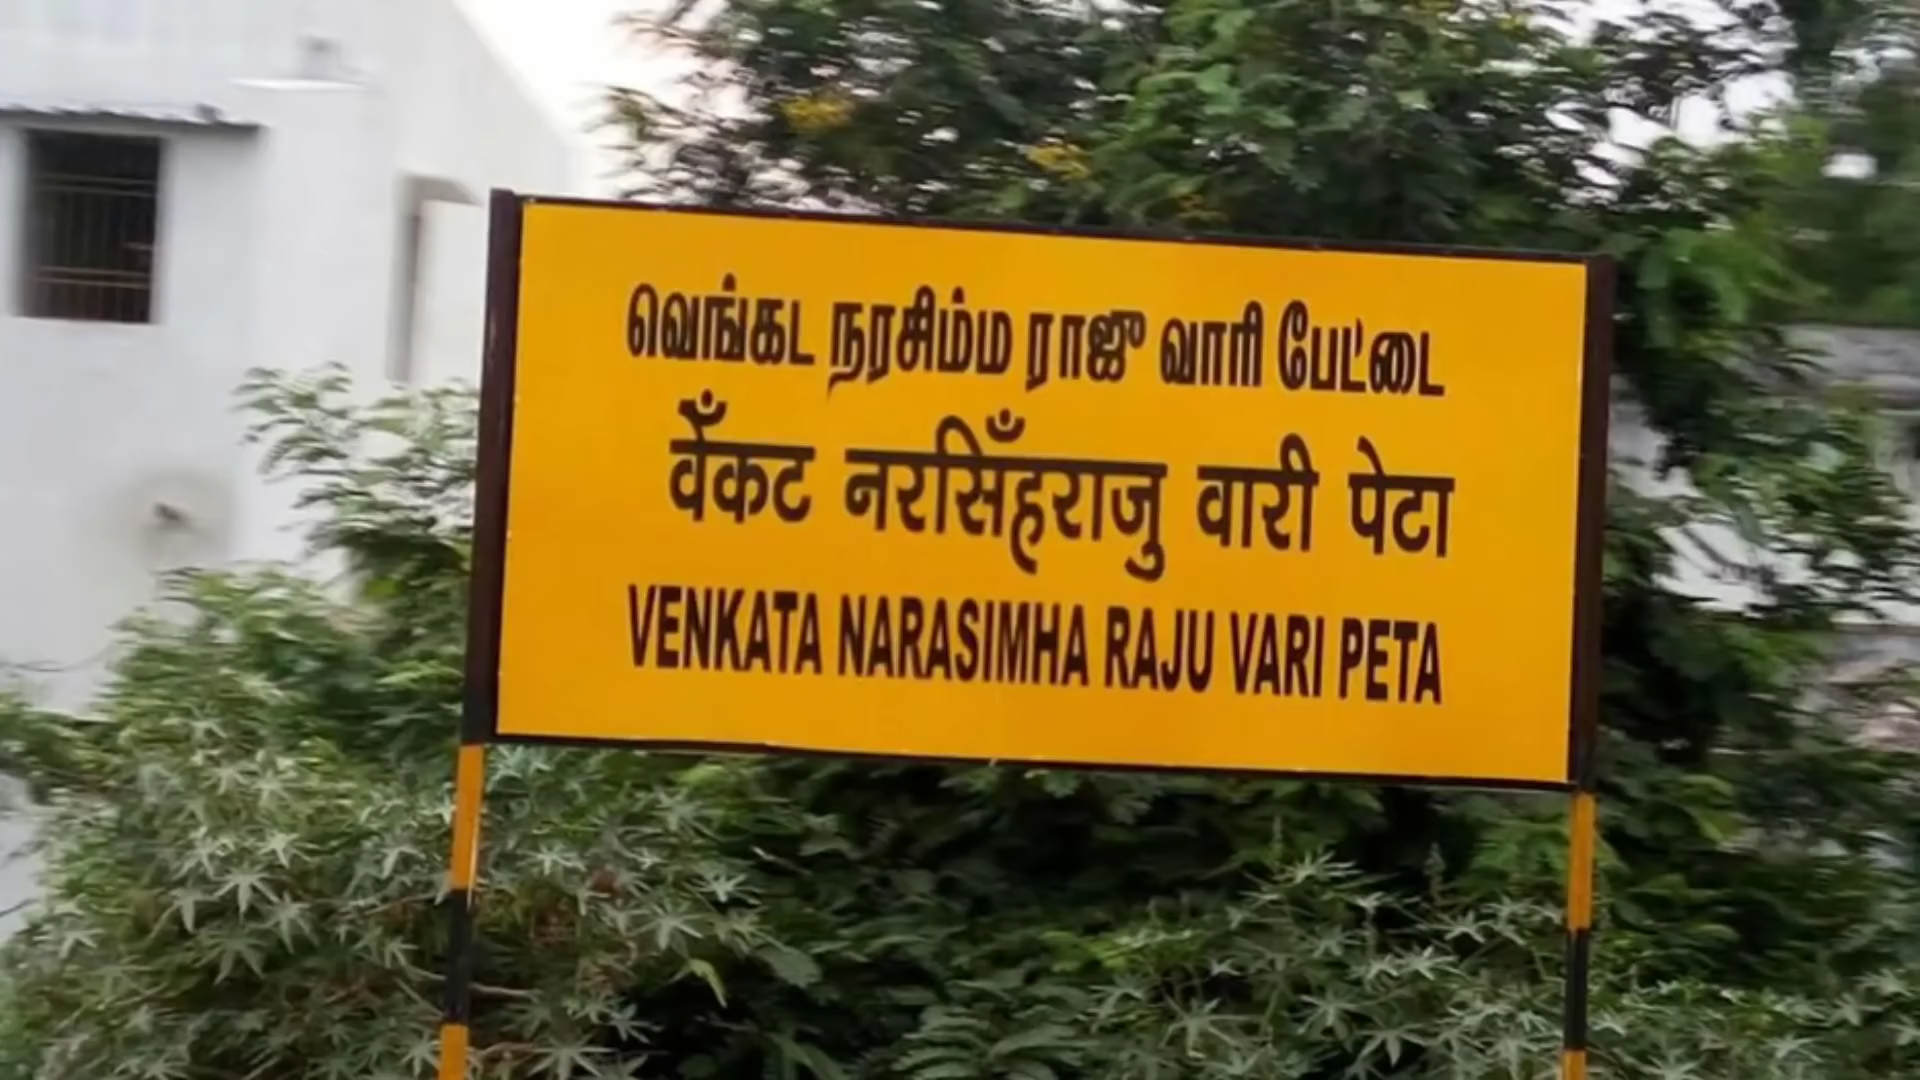 வெங்கட நரசிம்ம ராஜு வாரி பேட்டை
वेँकट नरसिँहराजु वारी पेटा
VENKATA NARASIMHA RAJU VARI PETA